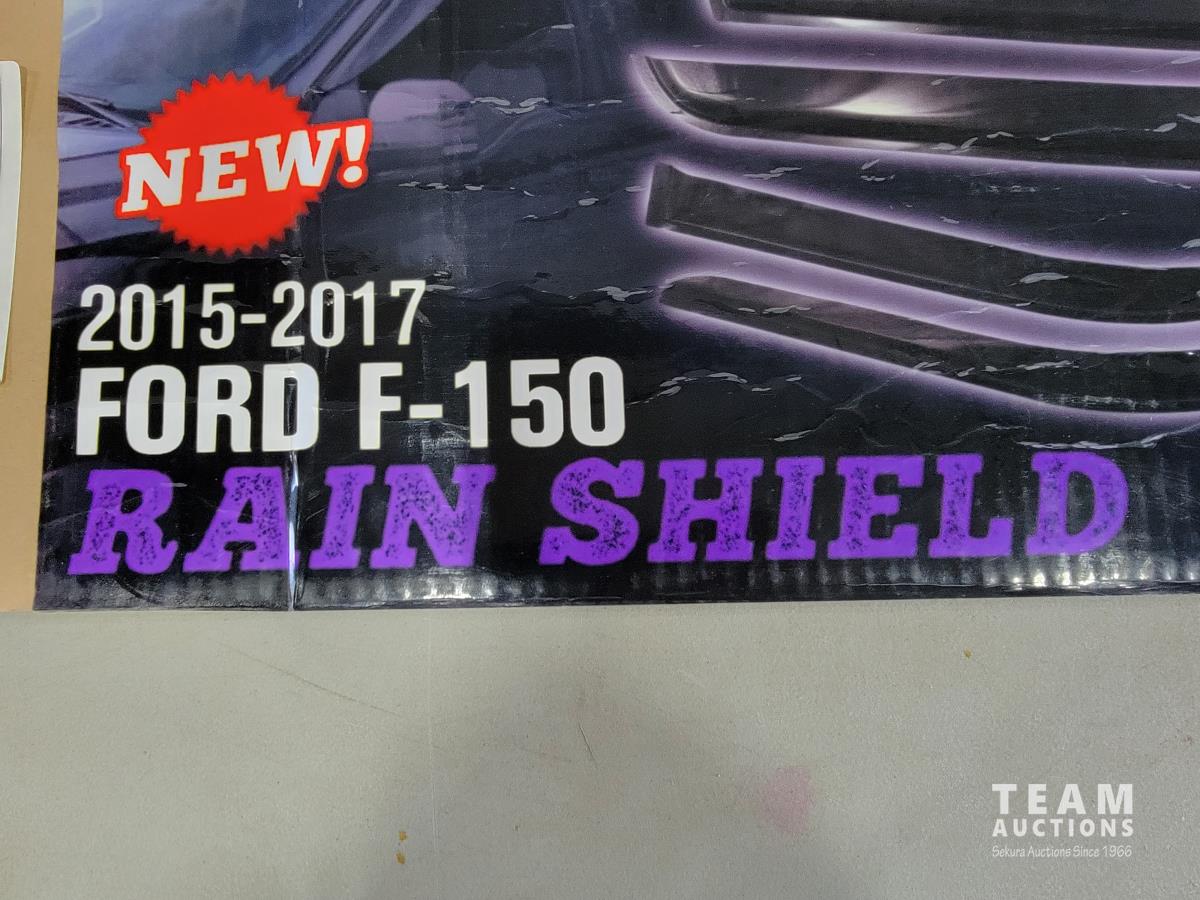 NEW!
2015-2017
FORD F-150
RAIN SHIELD
TEAM
AUCTIONS
Sekura Auctions Since 1966